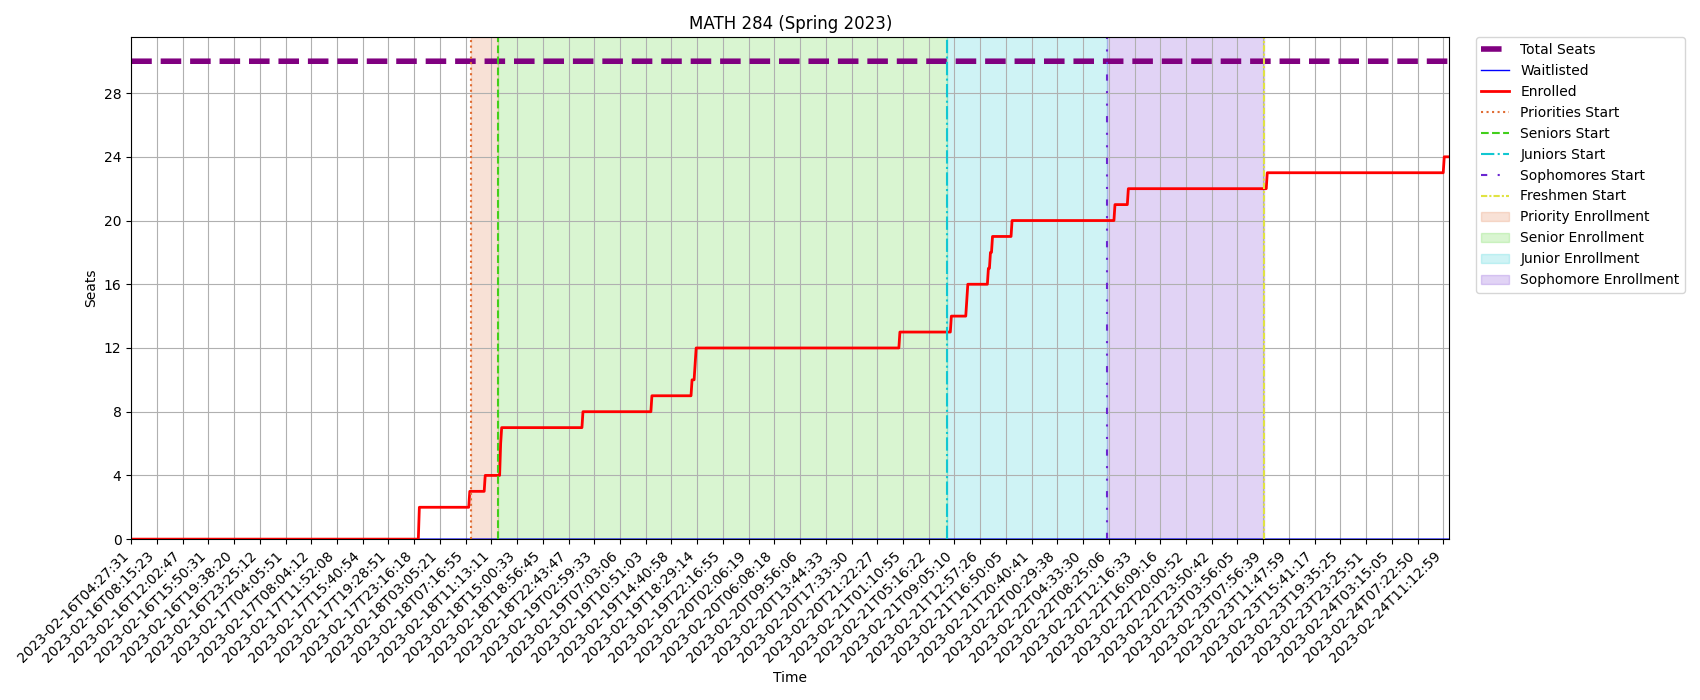 MATH 284 (Spring 2023)
Total Seats
Waitlisted
Enrolled
Priorities Start
Seniors Start
Juniors Start
Sophomores Start
Freshmen Start
Priority Enrollment
Senior Enrollment
Junior Enrollment
Sophomore Enrollment
Seats
28
24
20
16
12
8
4
0
2023-02-16T04:27:31
2023-02-16T08:15:23
2023-02-16T12:02:47
2023-02-16T15:50:31
2023-02-16T19:38:20
2023-02-16T23:25:12
2023-02-17T04:05:51
2023-02-17T08:04:12
2023-02-17T11:52:08
2023-02-17T15:40:54
2023-02-17T19:28:51
2023-02-17T23:16:18
2023-02-18T03:05:21
2023-02-18T07:16:55
2023-02-18T11:13:11
2023-02-18T15:00:33
2023-02-18T18:56:45
2023-02-18T22:43:47
2023-02-19T02:59:33
2023-02-19T07:03:06
2023-02-19T10:51:03
2023-02-19T14:40:58
2023-02-19T18:29:14
2023-02-19T22:16:55
2023-02-20T02:06:19
2023-02-20T06:08:18
2023-02-20T09:56:06
2023-02-20T13:44:33
2023-02-20T17:33:30
2023-02-20T21:22:27
2023-02-21T01:10:55
2023-02-21T05:16:22
2023-02-21T09:05:10
2023-02-21T12:57:26
2023-02-21T16:50:05
2023-02-21T20:40:41
2023-02-22T00:29:38
2023-02-22T04:33:30
2023-02-22T08:25:06
2023-02-22T12:16:33
2023-02-22T16:09:16
2023-02-22T20:00:52
2023-02-22T23:50:42
2023-02-23T03:56:05
2023-02-23T07:56:39
2023-02-23T11:47:59
2023-02-23T15:41:17
2023-02-23T19:35:25
2023-02-23T23:25:51
2023-02-24T03:15:05
2023-02-24T07:22:50
2023-02-24T11:12:59
Time